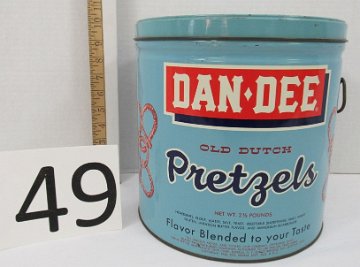 DAN-DEE
OLD DUTCH
Pretzels
NET WT. 2½ POUNDS
Flavor Blended to your Taste
49